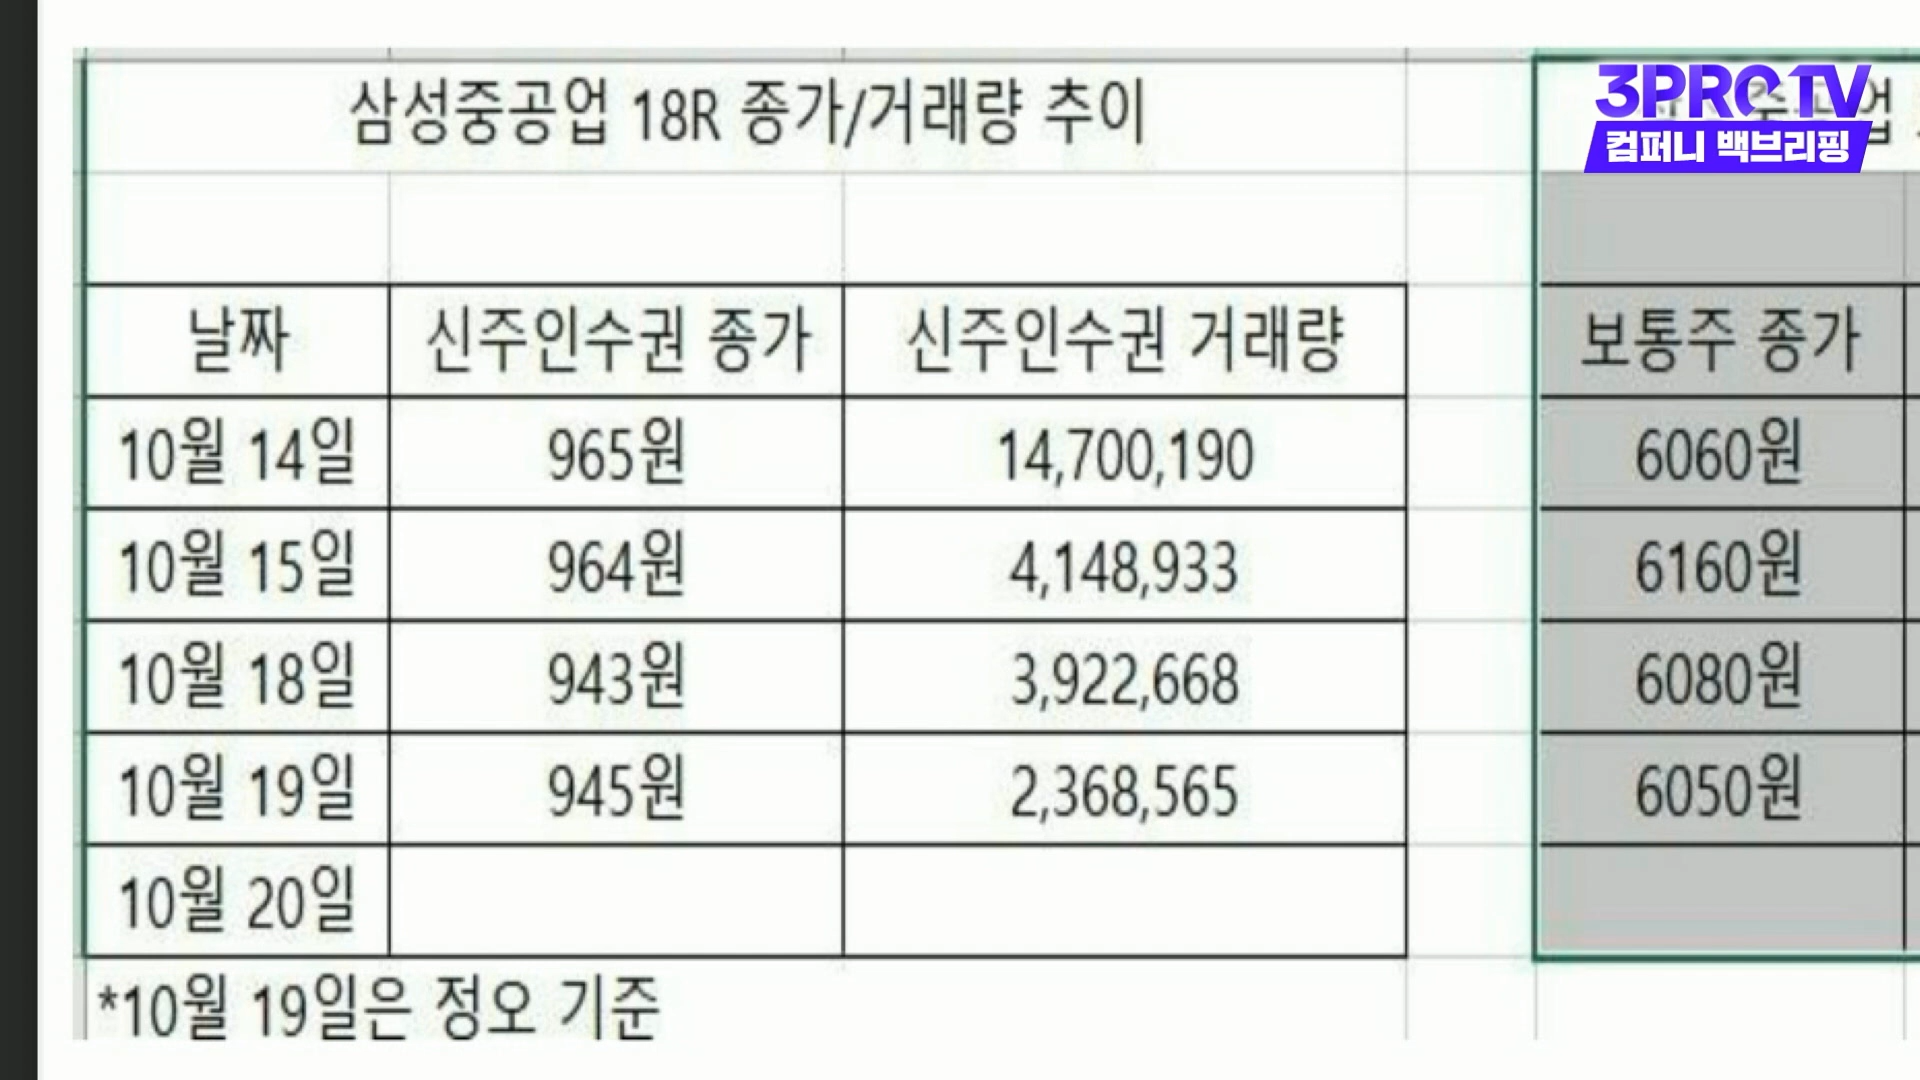 삼성중공업 18R 종가/거래량 추이
3PROTV
컴퍼니 백브리핑
날짜 신주인수권 종가 신주인수권 거래량 보통주 종가
10월 14일 965원 14,700,190 6060원
10월 15일 964원 4,148,933 6160원
10월 18일 943원 3,922,668 6080원
10월 19일 945원 2,368,565 6050원
10월 20일
*10월 19일은 정오 기준